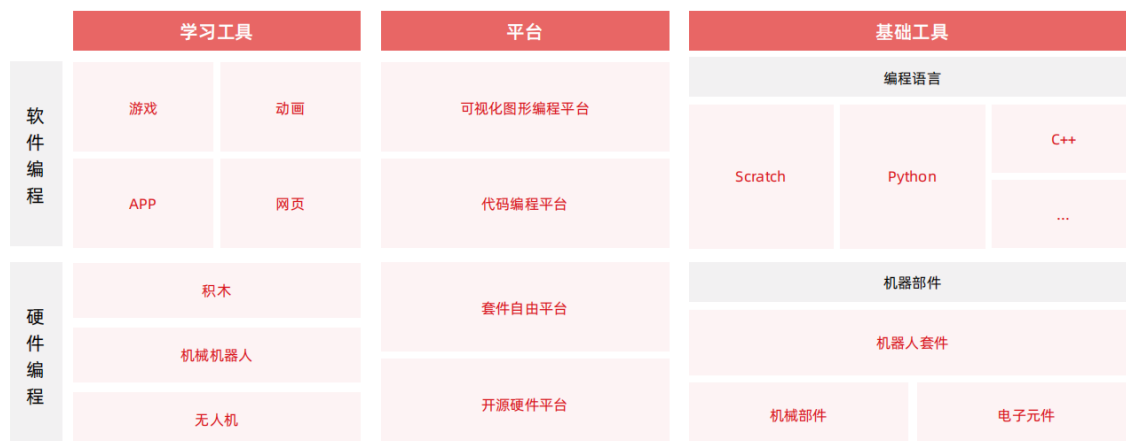 学习工具
平台
基础工具
软件编程
游戏
动画
APP
网页
可视化图形编程平台
代码编程平台
编程语言
Scratch
Python
C++
...
硬件编程
积木
机械机器人
无人机
套件自由平台
开源硬件平台
机器部件
机器人套件
机械部件
电子元件